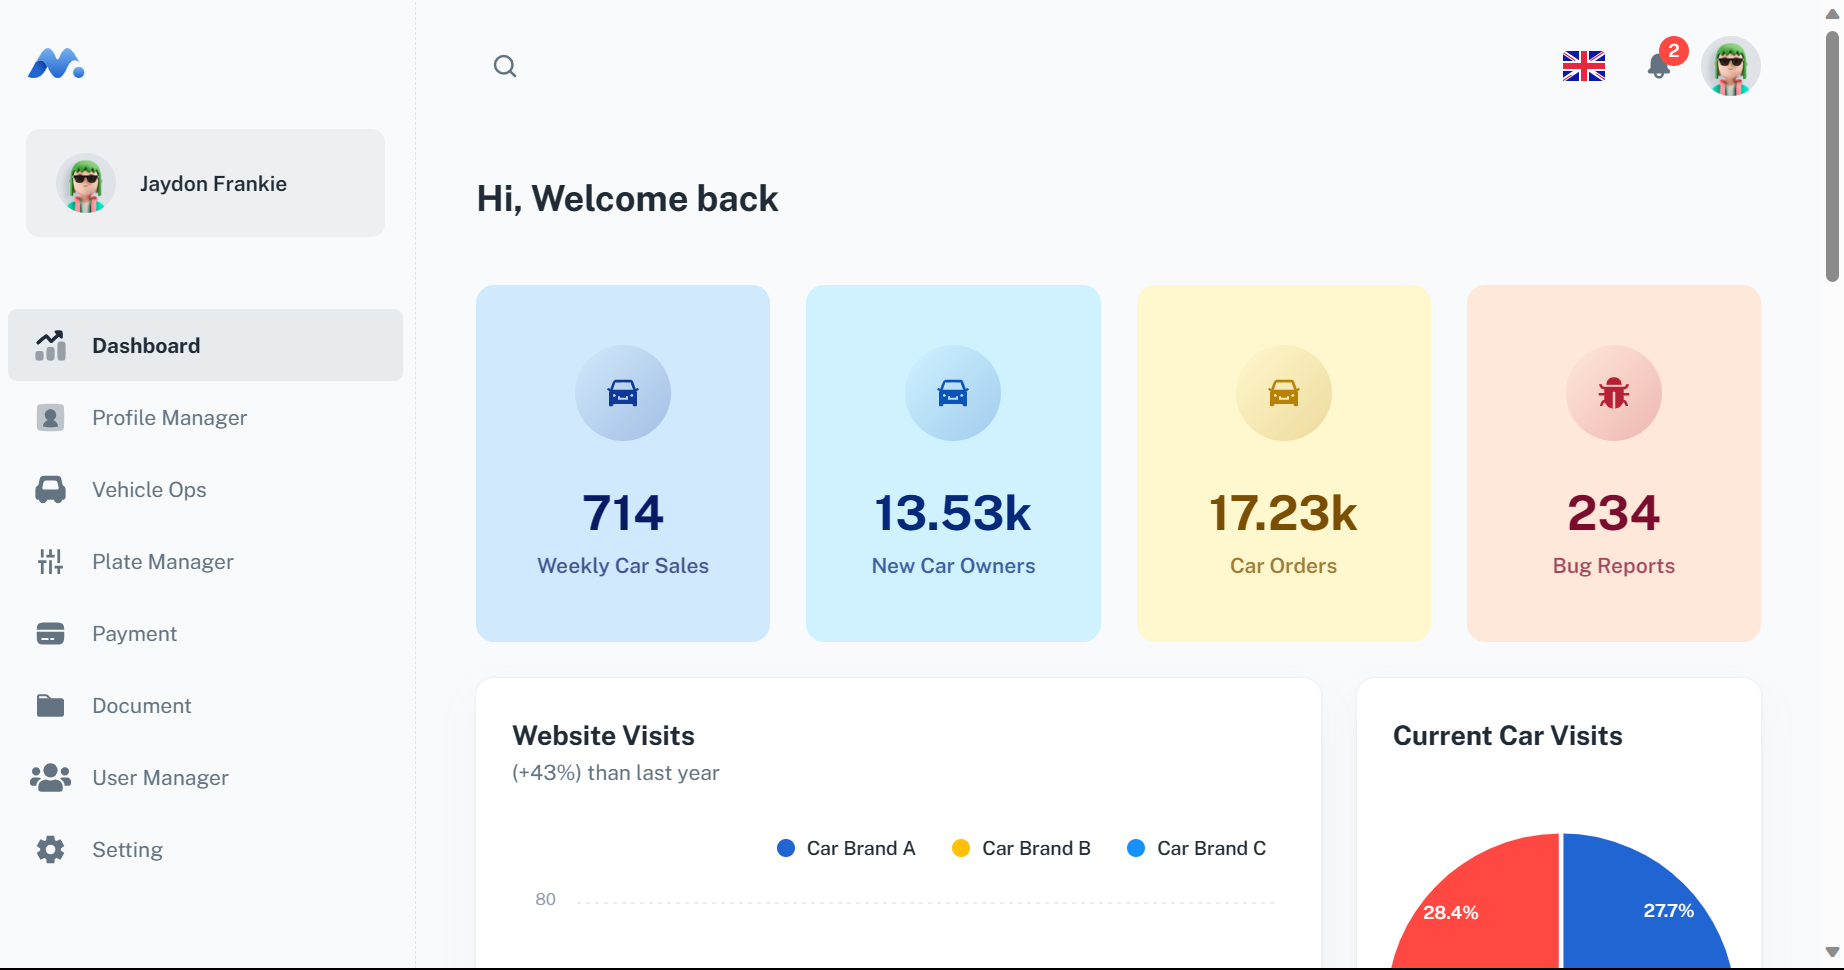 Jaydon Frankie
Dashboard
Profile Manager
Vehicle Ops
Plate Manager
Payment
Document
User Manager
Setting
2
Hi, Welcome back
714
Weekly Car Sales
13.53k
New Car Owners
17.23k
Car Orders
234
Bug Reports
Website Visits
(+43%) than last year
Car Brand A
Car Brand B
Car Brand C
80
Current Car Visits
28.4%
27.7%